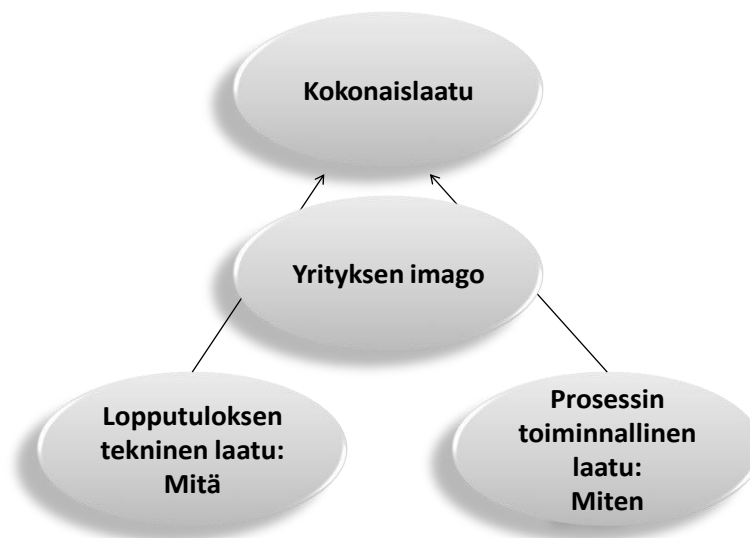 Kokonaislaatu
Yrityksen imago
Lopputuloksen
tekninen laatu:
Mitä
Prosessin
toiminnallinen
laatu:
Miten